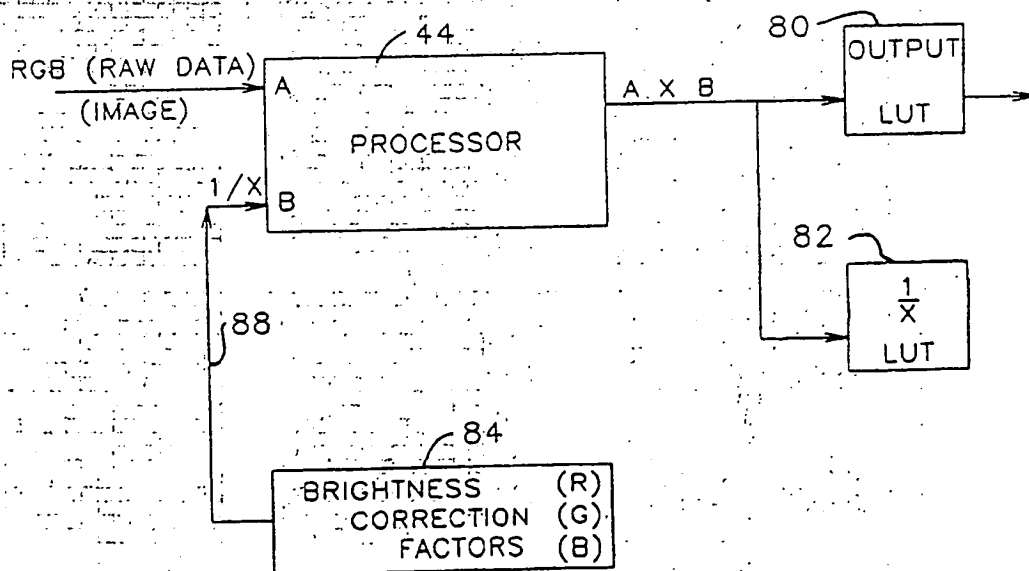 44
80
RGB (RAW DATA)
(IMAGE)
A
PROCESSOR
A X B
OUTPUT
LUT
1/X
B
82
1
X
LUT
88
84
BRIGHTNESS (R)
CORRECTION (G)
FACTORS (B)